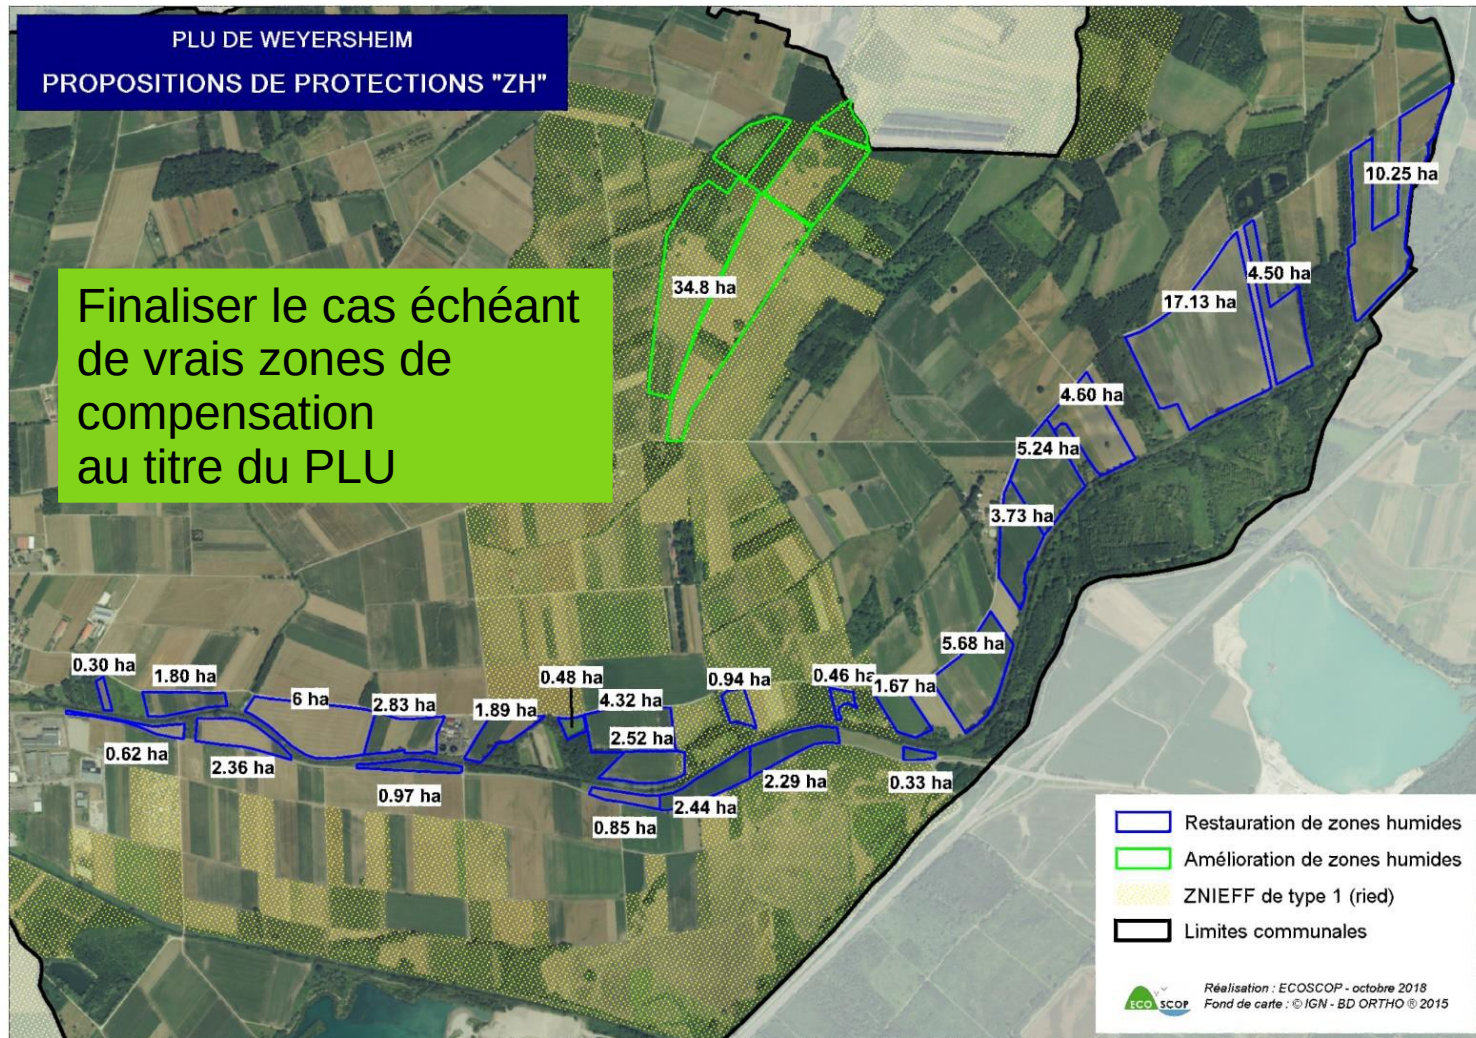 PLU DE WEYERSHEIM
PROPOSITIONS DE PROTECTIONS "ZH"
10.25 ha
4.50 ha
17.13 ha
34.8 ha
Finaliser le cas échéant
de vrais zones de
compensation
au titre du PLU
4.60 ha
5.24 ha
3.73 ha
5.68 ha
0.30 ha
1.80 ha
6 ha
2.83 ha
1.89 ha
0.48 ha
4.32 ha
0.94 ha
0.46 ha
1.67 ha
2.52 ha
0.62 ha
2.36 ha
0.97 ha
0.85 ha
2.44 ha
2.29 ha
0.33 ha
Restauration de zones humides
Amélioration de zones humides
ZNIEFF de type 1 (ried)
Limites communales
ECO SCOP
Réalisation : ECOSCOP - octobre 2018
Fond de carte : © IGN - BD ORTHO ® 2015